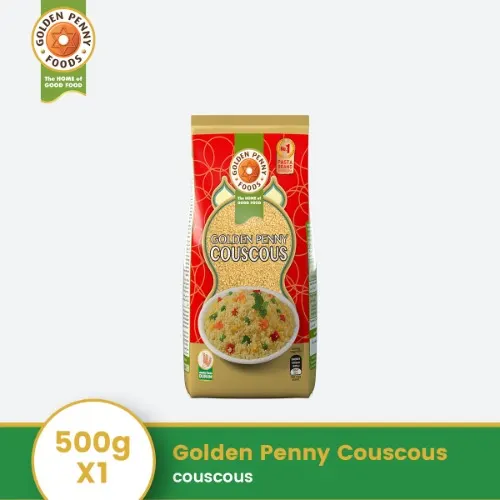 GOLDEN PENNY
FOODS
The HOME of
GOOD FOOD
No1
PASTA
BRAND
GOLDEN PENNY
FOODS
The HOME of
GOOD FOOD
GOLDEN PENNY
COUSCOUS
500g
X1
Golden Penny Couscous
couscous